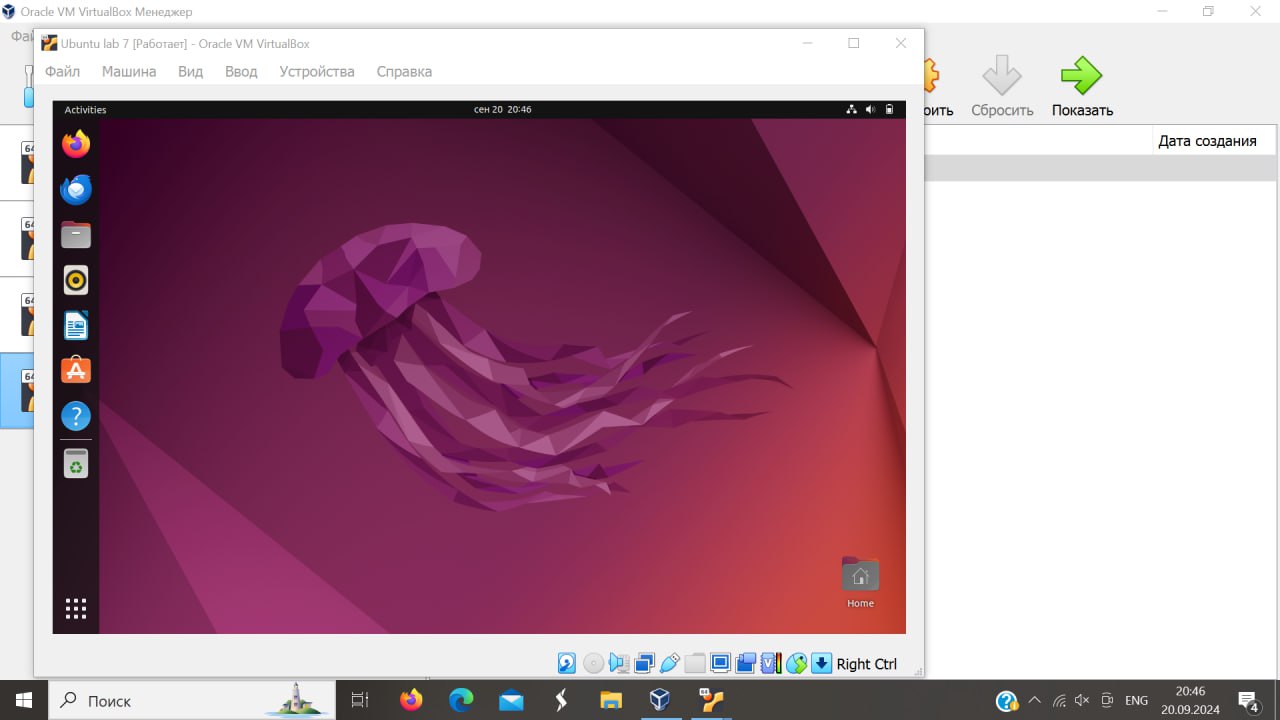 Oracle VM VirtualBox Менеджер
Ubuntu lab 7 [Работает] - Oracle VM VirtualBox
Файл Машина Вид Ввод Устройства Справка
Сбросить Показать
Дата создания
Activities
сен 20 20:46
64
64
64
64
Home
Right Ctrl
Поиск
64
ENG
20:46
20.09.2024
4